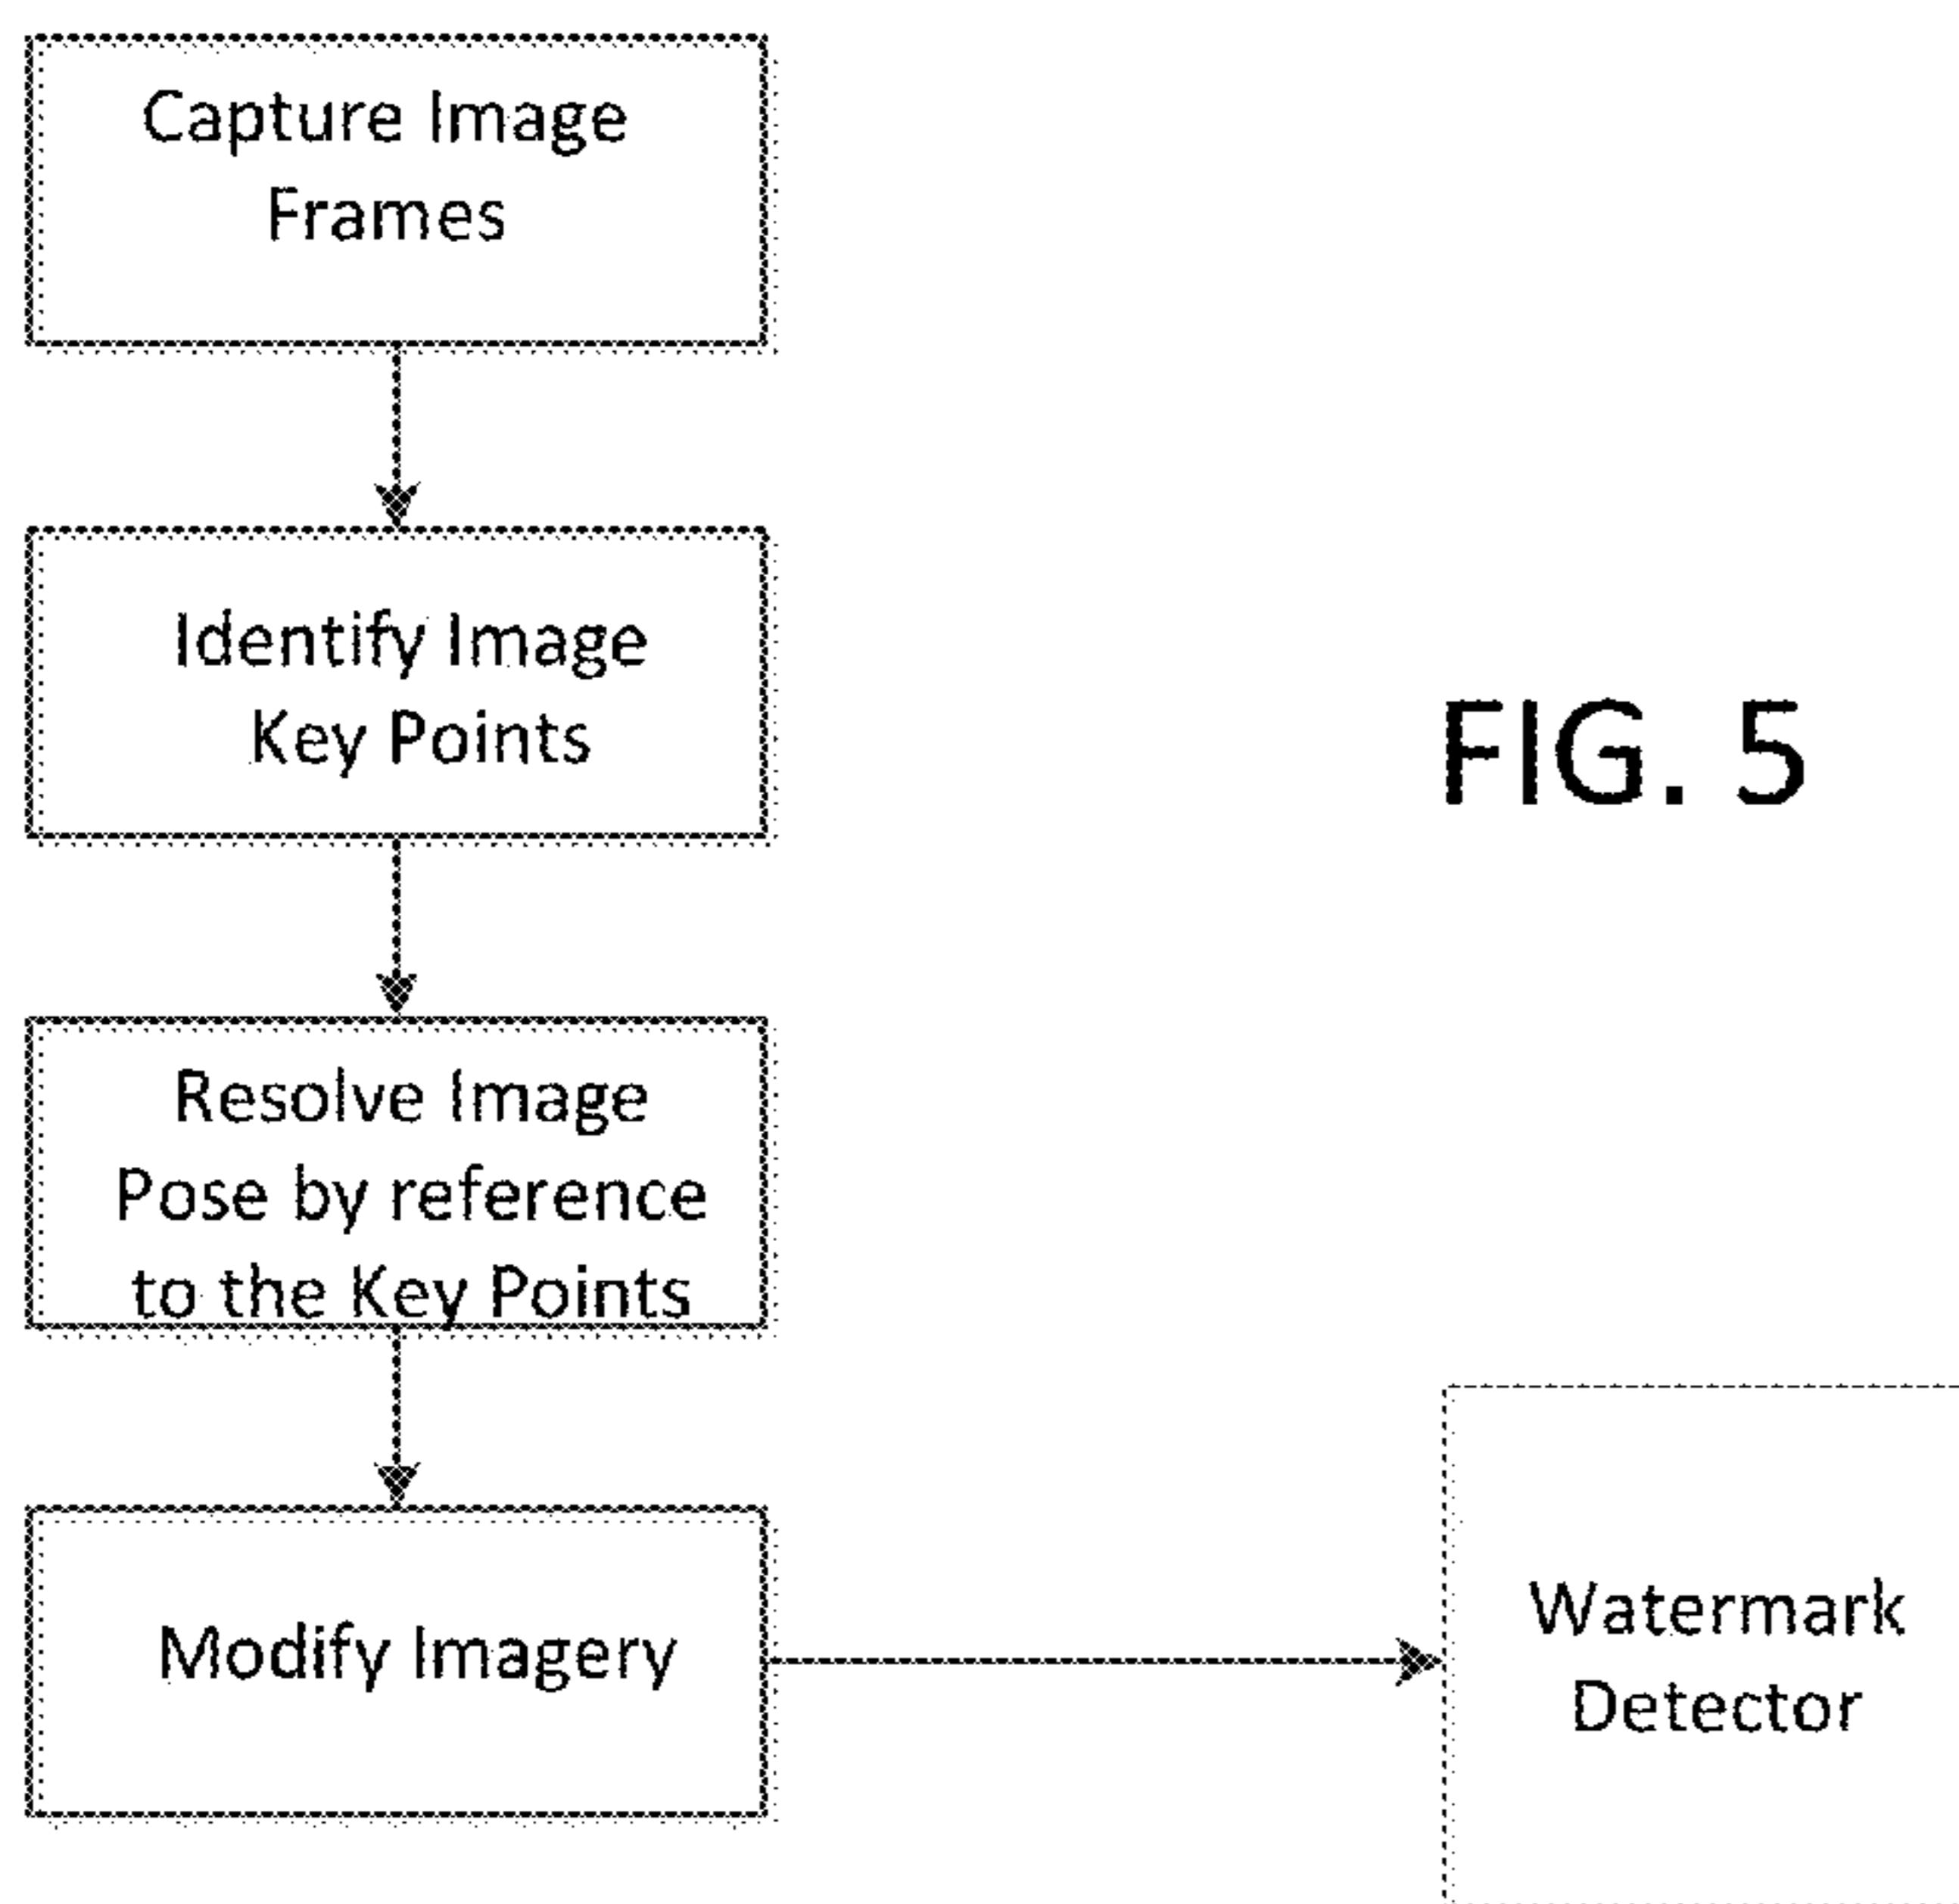 Capture Image
Frames
Identify Image
Key Points
FIG. 5
Resolve Image
Pose by reference
to the Key Points
Modify Imagery
Watermark
Detector